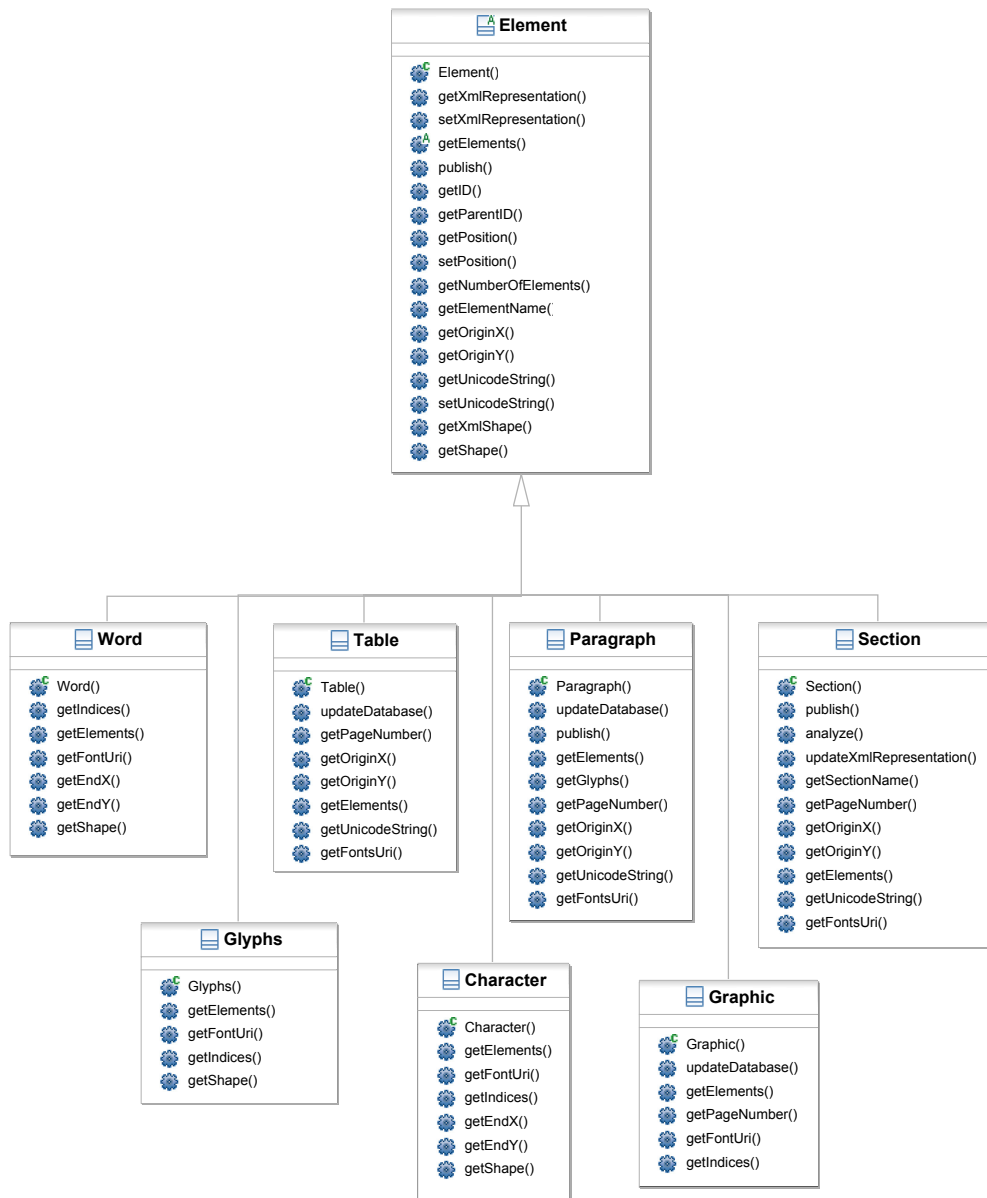 Element
Element()
getXmlRepresentation()
setXmlRepresentation()
getElements()
publish()
getID()
getParentID()
getPosition()
setPosition()
getNumberOfElements()
getElementName(
getOriginX()
getOriginY()
getUnicodeString()
setUnicodeString()
getXmlShape()
getShape()
Word
Word()
getIndices()
getElements()
getFontUri()
getEndX()
getEndY()
getShape()
Table
Table()
updateDatabase()
getPageNumber()
getOriginX()
getOriginY()
getElements()
getUnicodeString()
getFontsUri()
Paragraph
Paragraph()
updateDatabase()
publish()
getElements()
getGlyphs()
getPageNumber()
getOriginX()
getOriginY()
getUnicodeString()
getFontsUri()
Section
Section()
publish()
analyze()
updateXmlRepresentation()
getSectionName()
getPageNumber()
getOriginX()
getOriginY()
getElements()
getUnicodeString()
getFontsUri()
Glyphs
Glyphs()
getElements()
getFontUri()
getIndices()
getShape()
Character
Character()
getElements()
getFontUri()
getIndices()
getEndX()
getEndY()
getShape()
Graphic
Graphic()
updateDatabase()
getElements()
getPageNumber()
getFontUri()
getIndices()